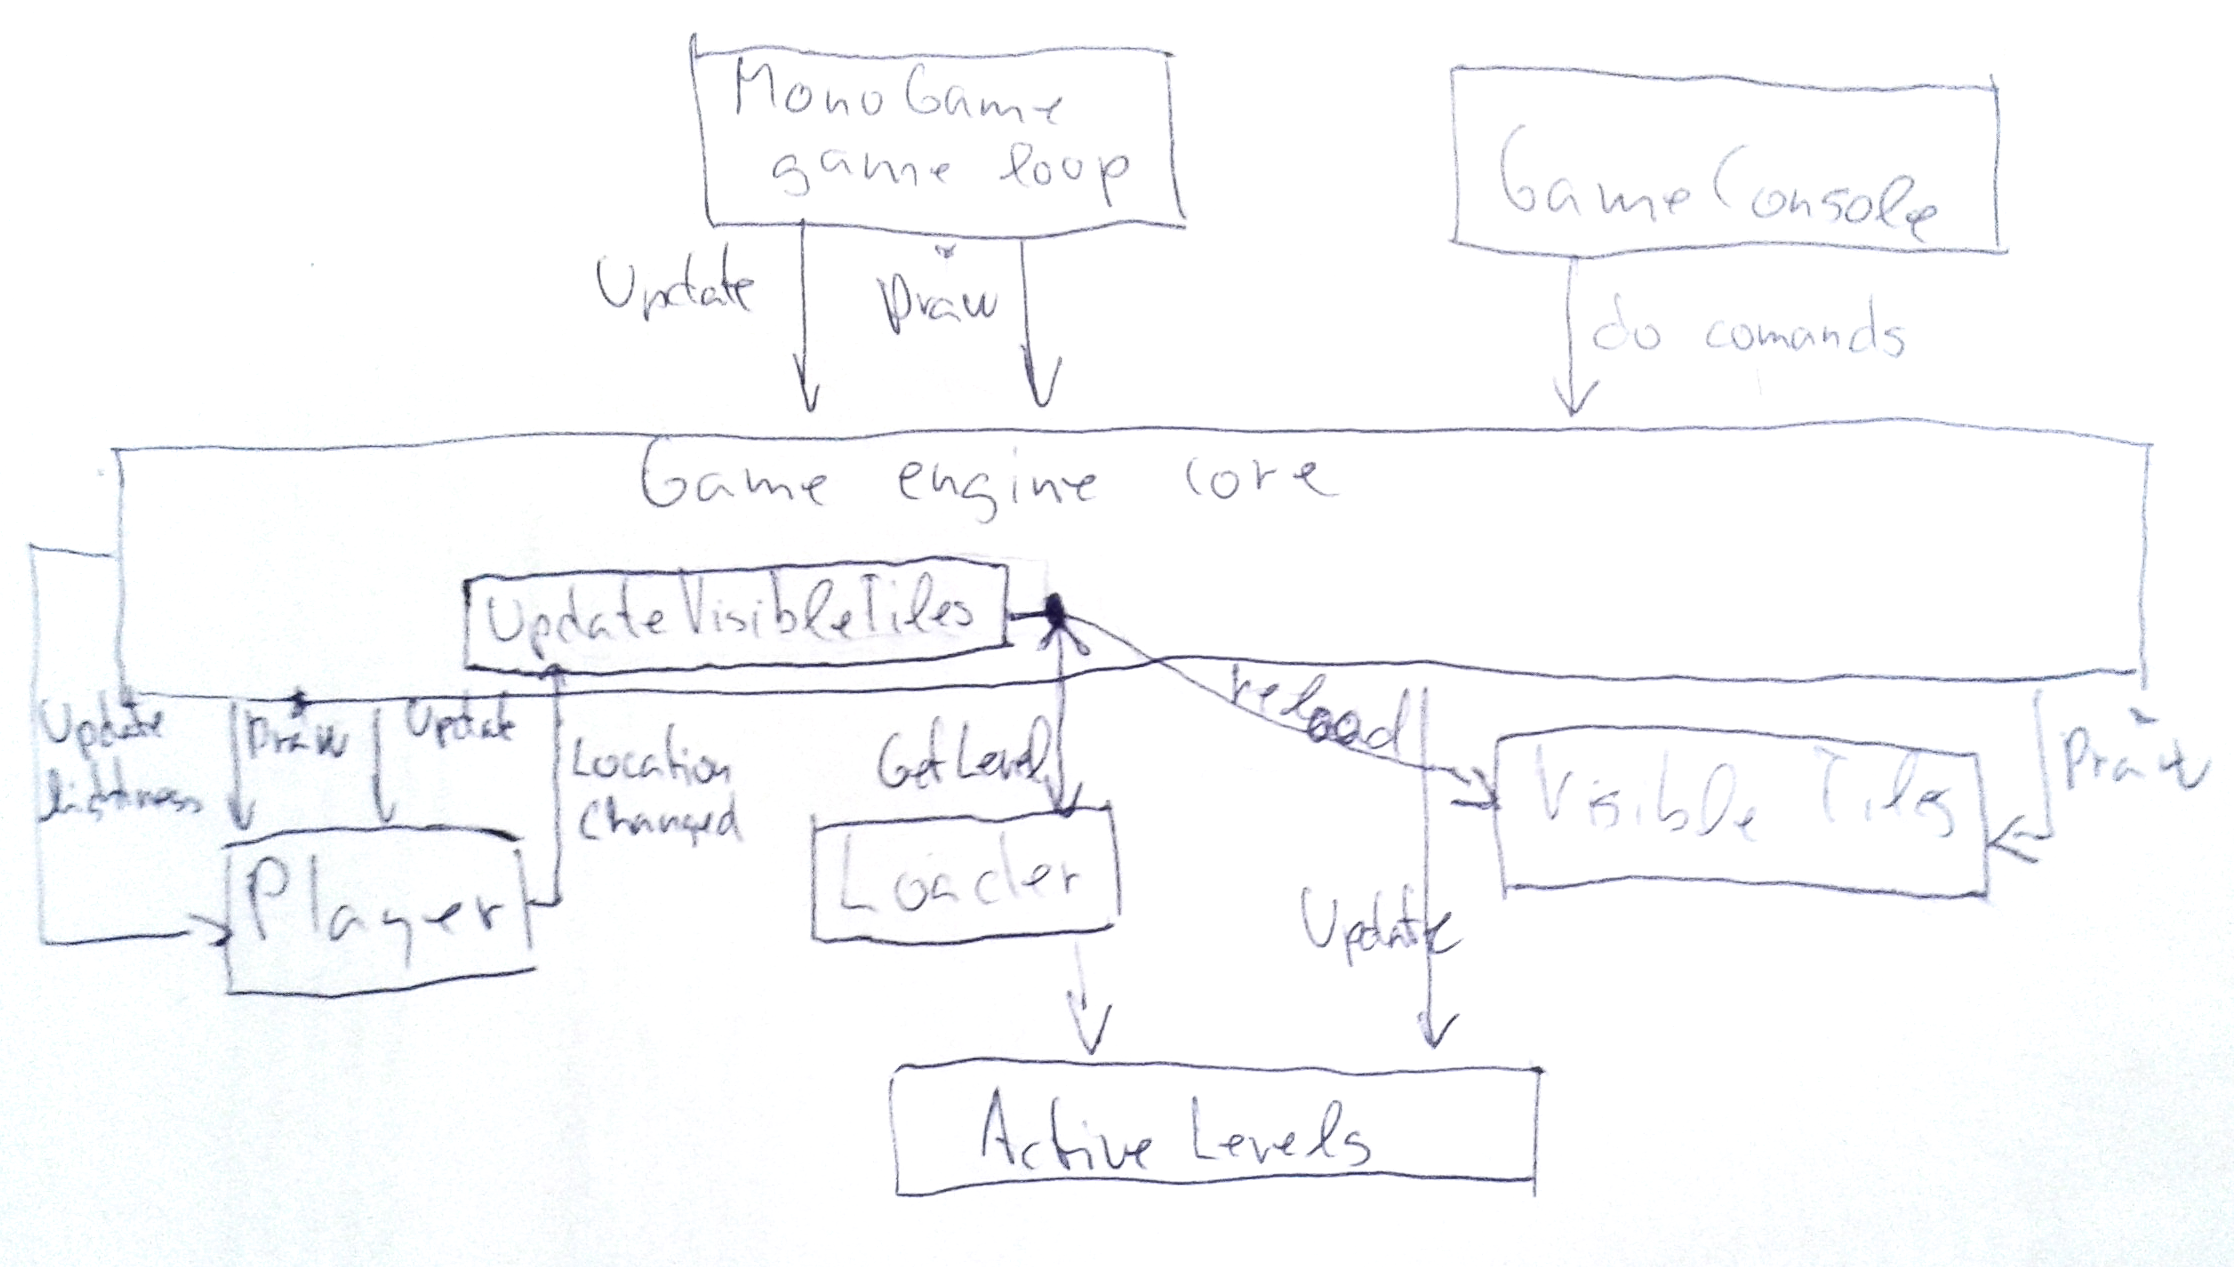 MonoGame
game loop
GameConsole
Update
Draw
do comands
Game engine core
UpdateVisibleTiles
Update
lightness
Draw
Update
Location
Changed
GetLevel
reload
Visible Tiles
Draw
Player
Loader
Update
Active Levels